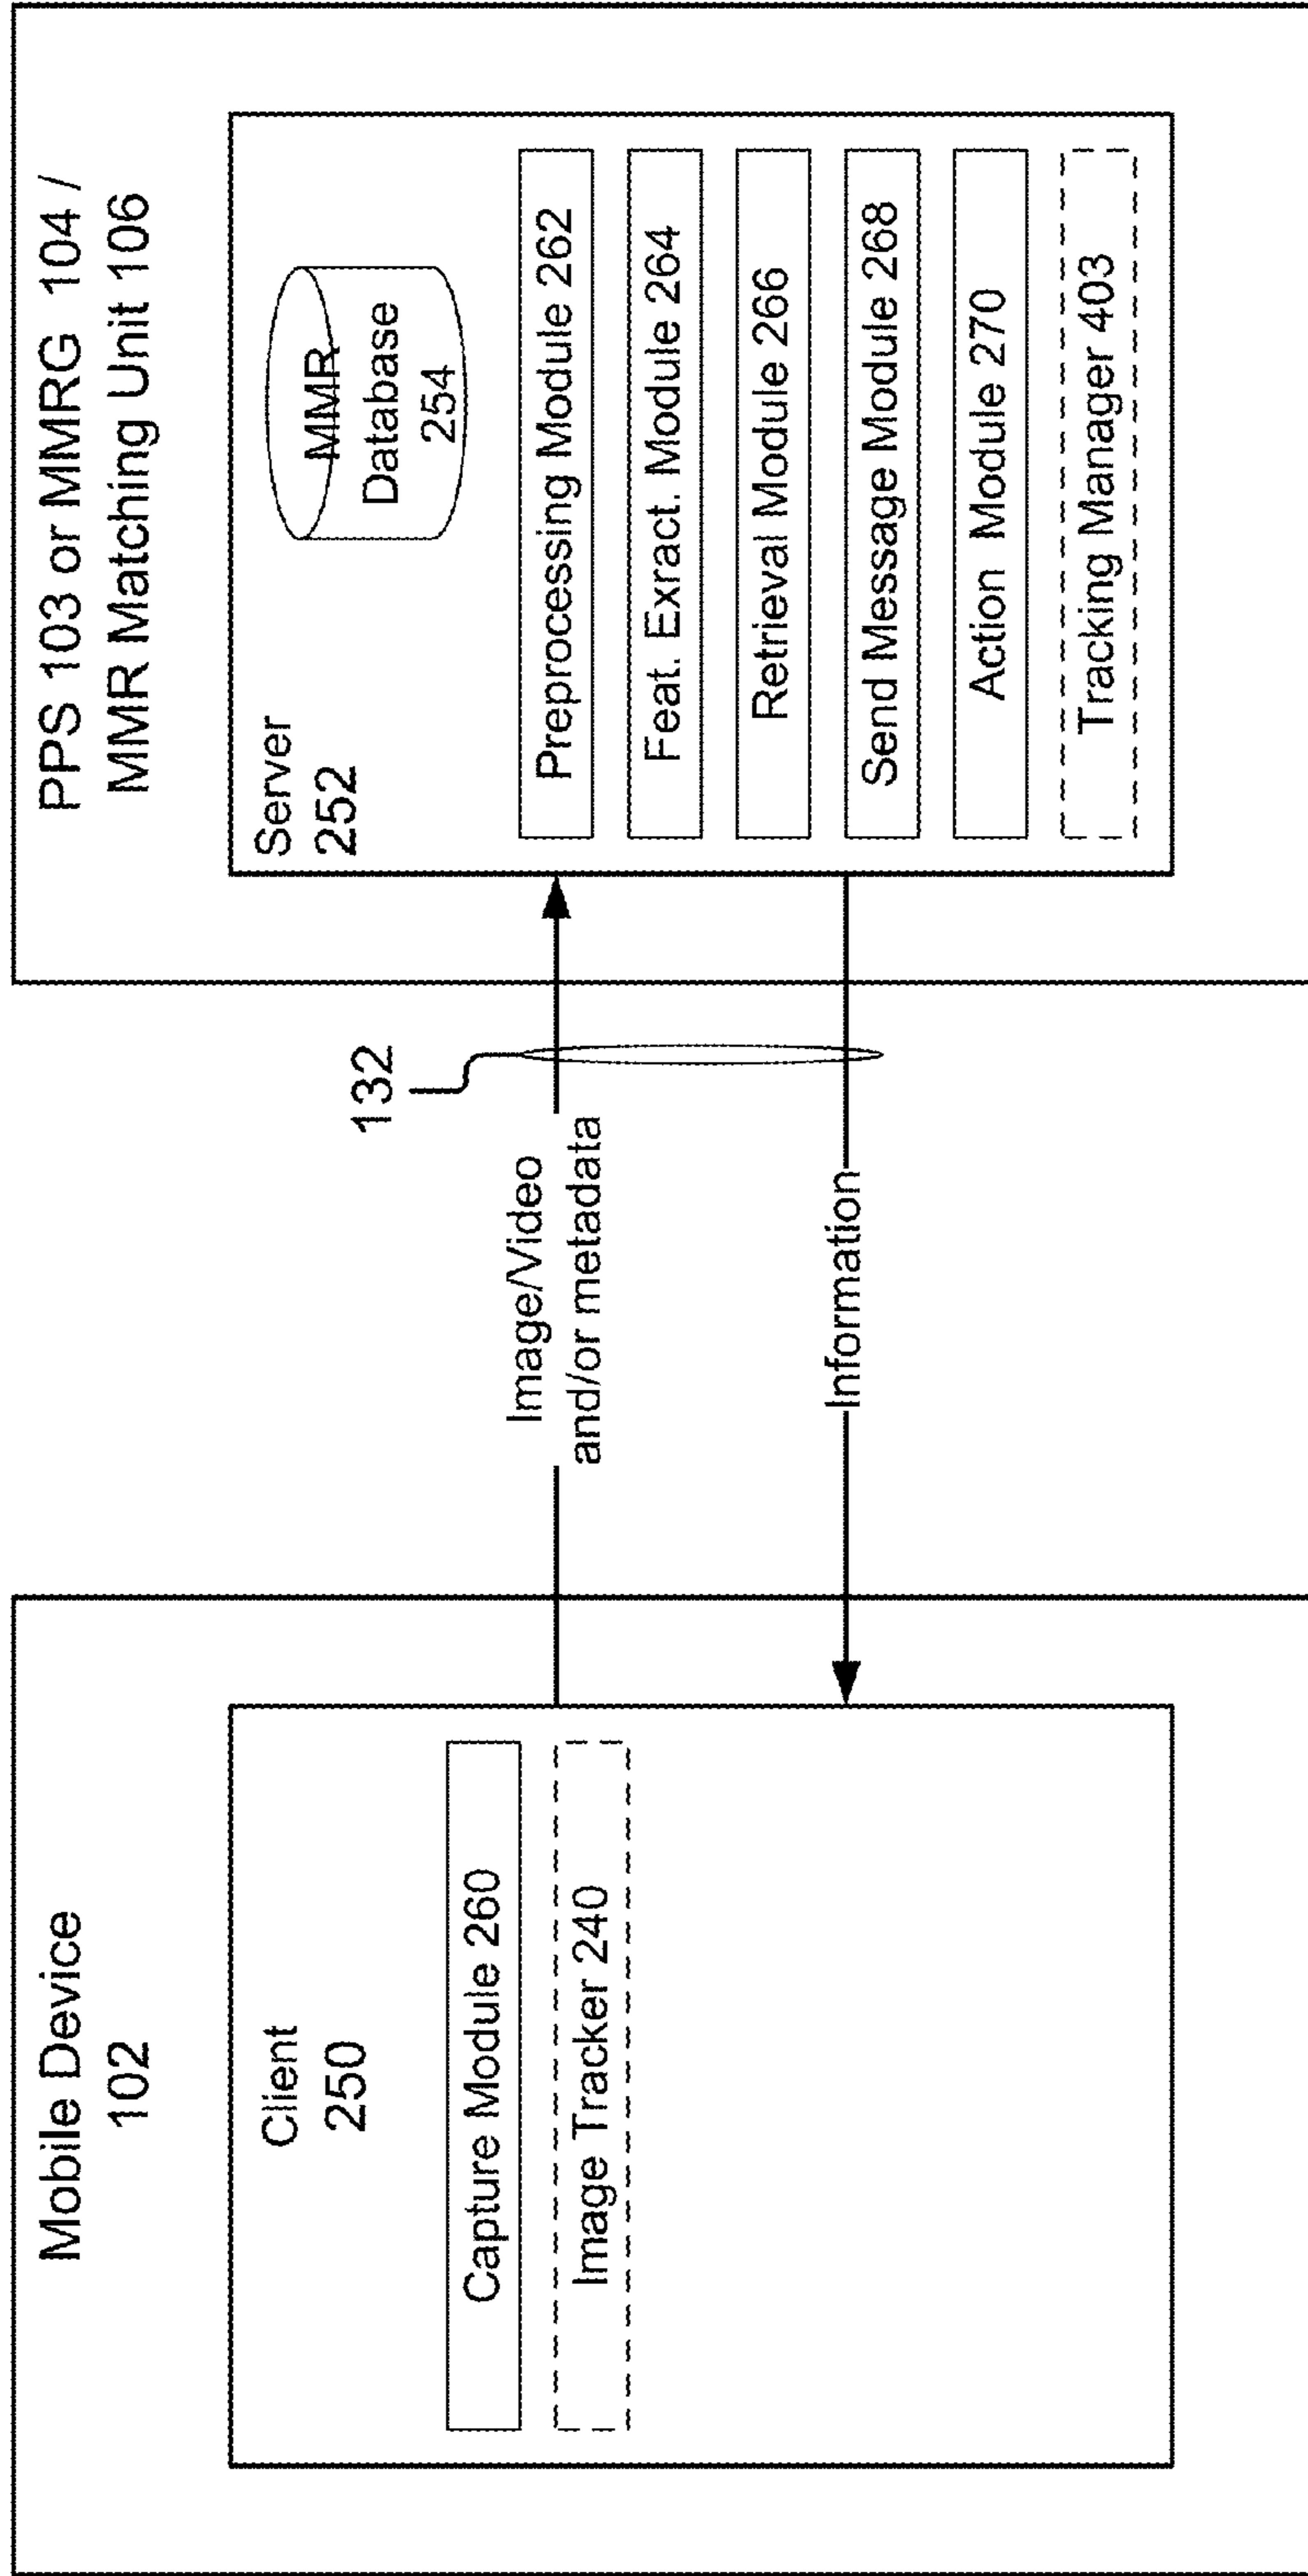 Mobile Device
102
Client
250
Capture Module 260
Image Tracker 240
Image/Video
and/or metadata
Information
132
PPS 103 or MMRG 104 /
MMR Matching Unit 106
Server
252
MMR
Database
254
Preprocessing Module 262
Feat. Exract. Module 264
Retrieval Module 266
Send Message Module 268
Action Module 270
Tracking Manager 403